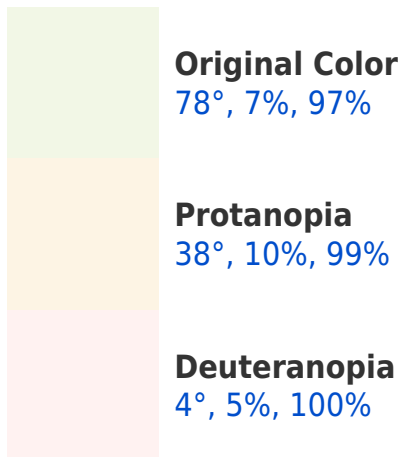 Original Color
78°, 7%, 97%
Protanopia
38°, 10%, 99%
Deuteranopia
4°, 5%, 100%